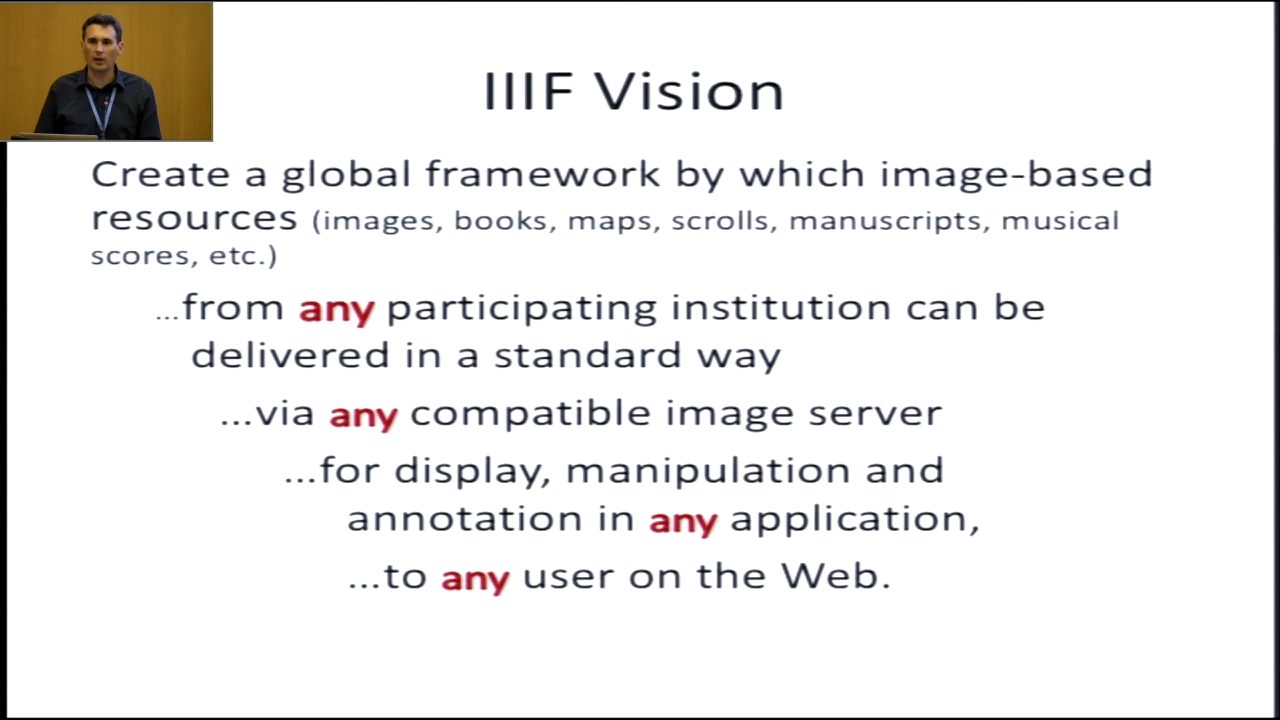 IIIF Vision
Create a global framework by which image-based
resources (images, books, maps, scrolls, manuscripts, musical
scores, etc.)
...from any participating institution can be
delivered in a standard way
...via any compatible image server
...for display, manipulation and
annotation in any application,
...to any user on the Web.